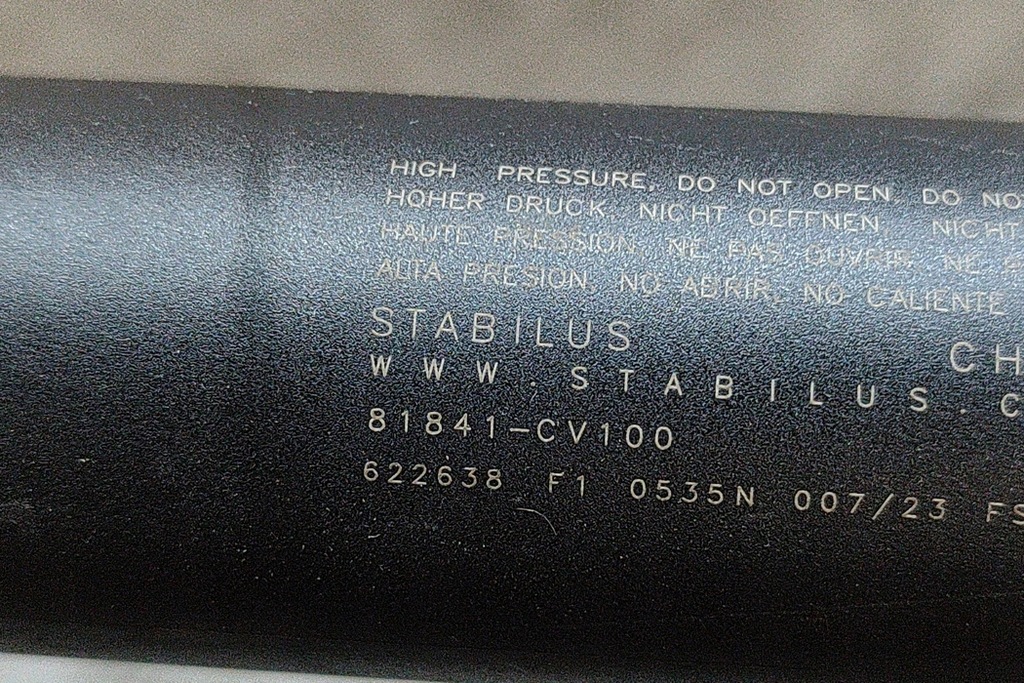 HIGH PRESSURE, DO NOT OPEN, DO NO
HOHER DRUCK, NICHT OEFFNEN, NICHT
HAUTE PRESSION, NE PAS OUVRIR, NE
ALTA PRESION, NO ABRIR, NO CALIENTE
STABILUS CH
WWW.STABILUS.C
81841-CV100
622638 F1 0535N 007/23 FS